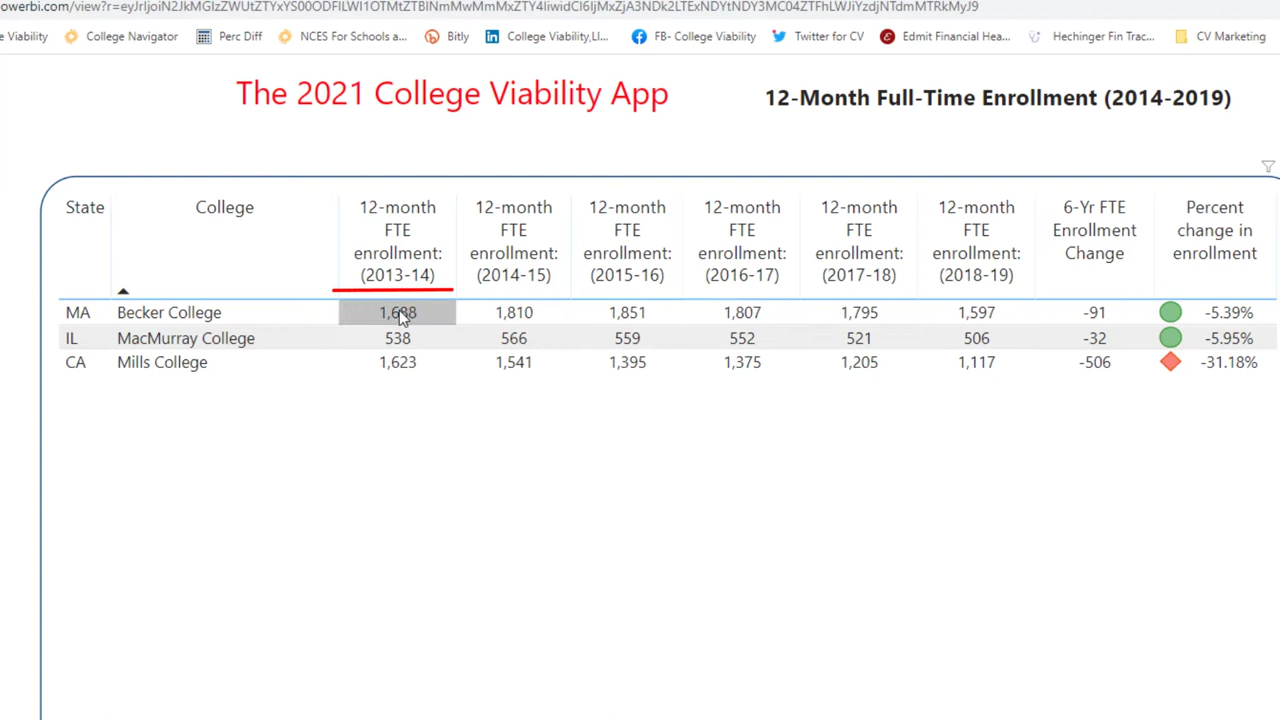 owerbi.com/view?r=eyJrIjoiN2JkMGIzZWUtZTYxYS00ODFlLWI1OTMtZTBlNmMwMmMxZTY4IiwidCI6IjMxZjA3NDk2LTExNDYtNDY3MC04ZTFhLWJiYzdjNTdmMTRkMyJ9
e Viability College Navigator Perc Diff NCES For Schools a... Bitly College Viability,Ll... FB- College Viability Twitter for CV Edmit Financial Hea... Hechinger Fin Trac... CV Marketing
The 2021 College Viability App 12-Month Full-Time Enrollment (2014-2019)
State College 12-month 12-month 12-month 12-month 12-month 12-month 6-Yr FTE Percent
FTE FTE FTE FTE FTE FTE Enrollment change in
enrollment: enrollment: enrollment: enrollment: enrollment: enrollment: Change enrollment
(2013-14) (2014-15) (2015-16) (2016-17) (2017-18) (2018-19)
MA Becker College 1,688 1,810 1,851 1,807 1,795 1,597 -91 -5.39%
IL MacMurray College 538 566 559 552 521 506 -32 -5.95%
CA Mills College 1,623 1,541 1,395 1,375 1,205 1,117 -506 -31.18%